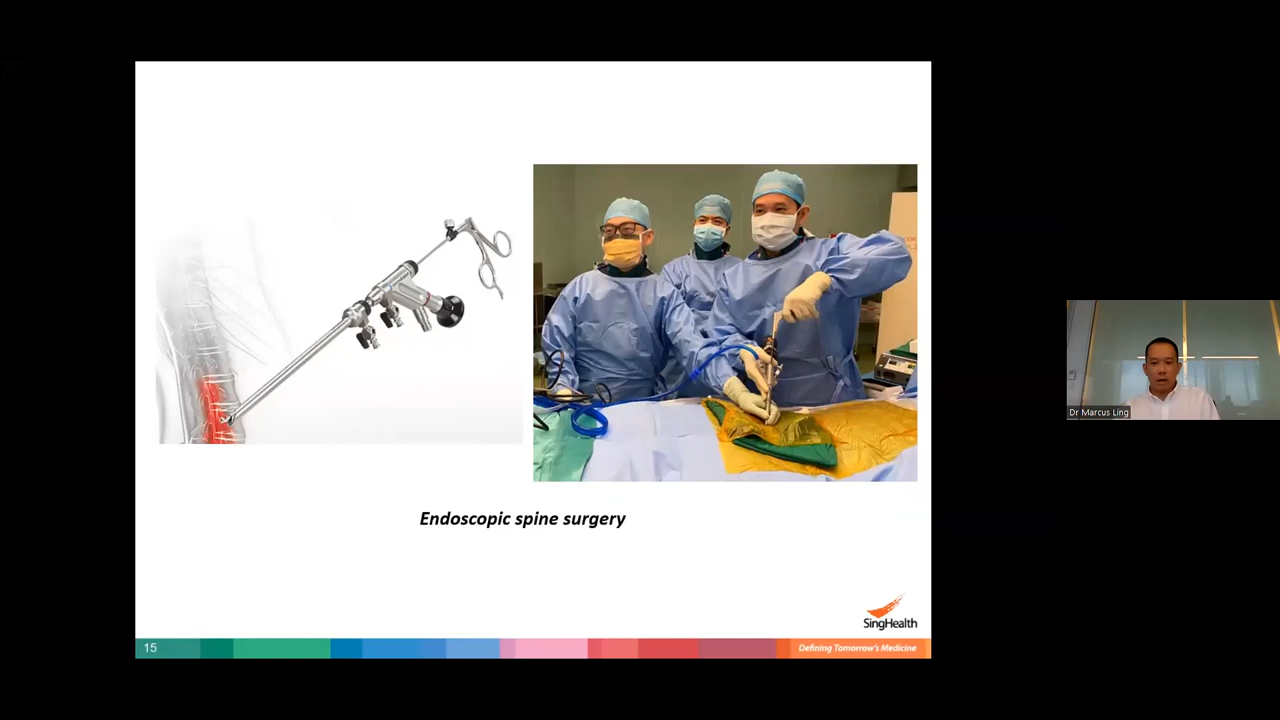 Endoscopic spine surgery
SingHealth
15
Defining Tomorrow's Medicine
Dr Marcus Ling